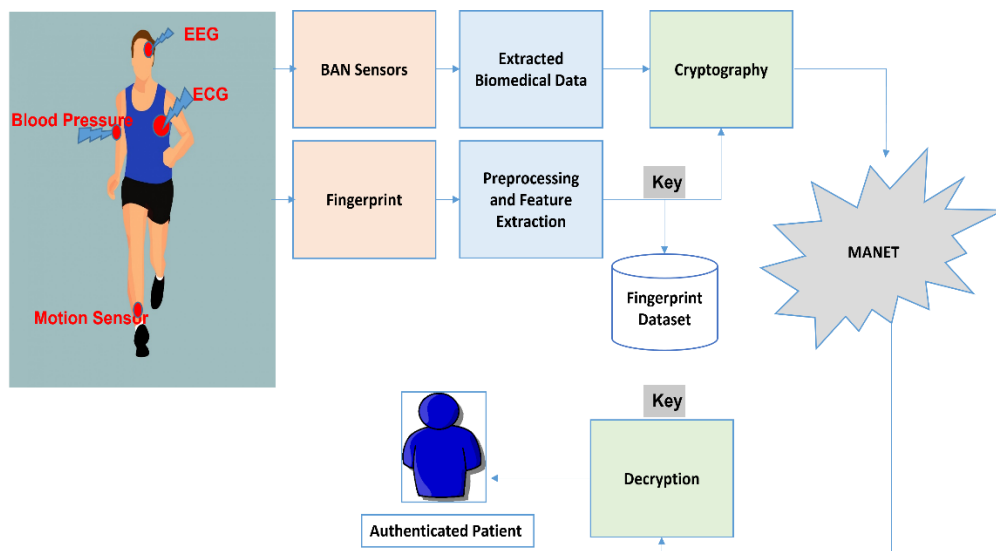 EEG
ECG
Blood Pressure
Motion Sensor
BAN Sensors
Extracted
Biomedical Data
Cryptography
Fingerprint
Preprocessing
and Feature
Extraction
Key
Fingerprint
Dataset
MANET
Key
Decryption
Authenticated Patient